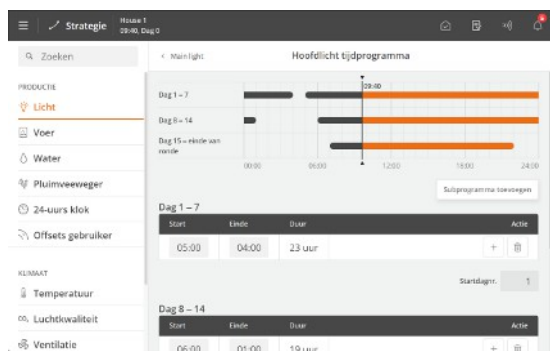 Strategie
House 1
09:40, Dag 0
Zoeken
Main light
Hoofdlicht tijdprogramma
PRODUCTIE
Licht
Voer
Water
Pluimveeweger
24-uurs klok
Offsets gebruiker
KLIMAAT
Temperatuur
CO₂ Luchtkwaliteit
Ventilatie
09:40
Dag 1 – 7
Dag 8 – 14
Dag 15 – einde van
ronde
00:00 06:00 12:00 18:00 24:00
Subprogramma toevoegen
Dag 1 – 7
Start Einde Duur Actie
05:00 04:00 23 uur +
Startdagnr. 1
Dag 8 – 14
Start Einde Duur Actie
06:00 01:00 19 uur +